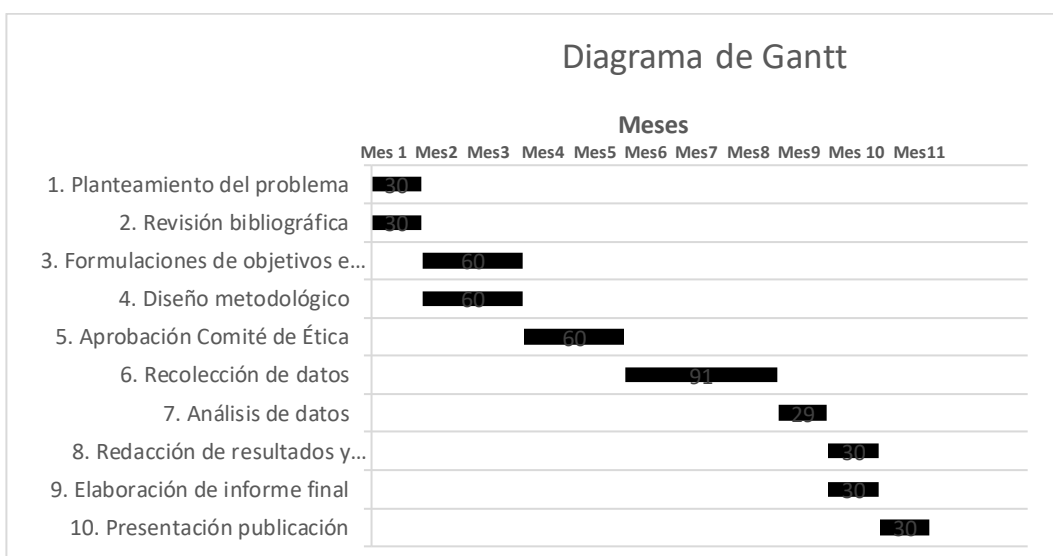 Diagrama de Gantt
Meses
Mes 1 Mes2 Mes3 Mes4 Mes5 Mes6 Mes7 Mes8 Mes9 Mes 10 Mes11
1. Planteamiento del problema 30
2. Revisión bibliográfica 30
3. Formulaciones de objetivos e... 60
4. Diseño metodológico 60
5. Aprobación Comité de Ética 60
6. Recolección de datos 91
7. Análisis de datos 29
8. Redacción de resultados y... 30
9. Elaboración de informe final 30
10. Presentación publicación 30